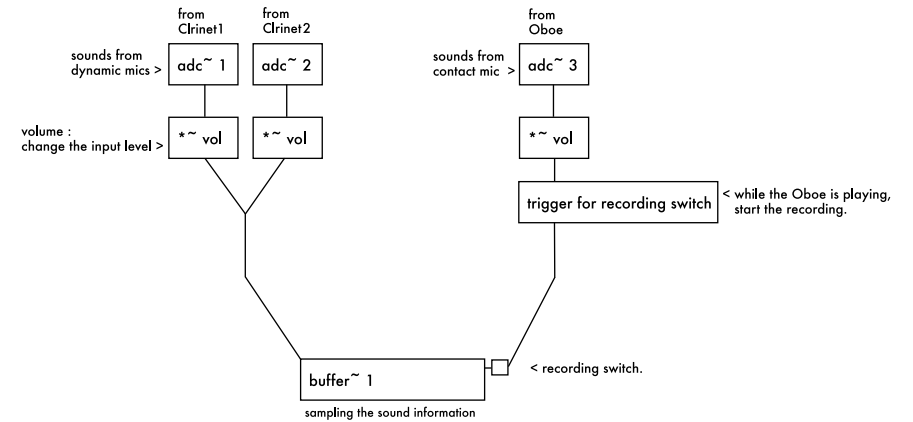 from
Clrinet1
from
Clrinet2
from
Oboe
sounds from
dynamic mics >
adc~ 1
adc~ 2
sounds from
contact mic >
adc~ 3
volume :
change the input level >
*~ vol
*~ vol
*~ vol
trigger for recording switch
< while the Oboe is playing,
start the recording.
buffer~ 1
< recording switch.
sampling the sound information